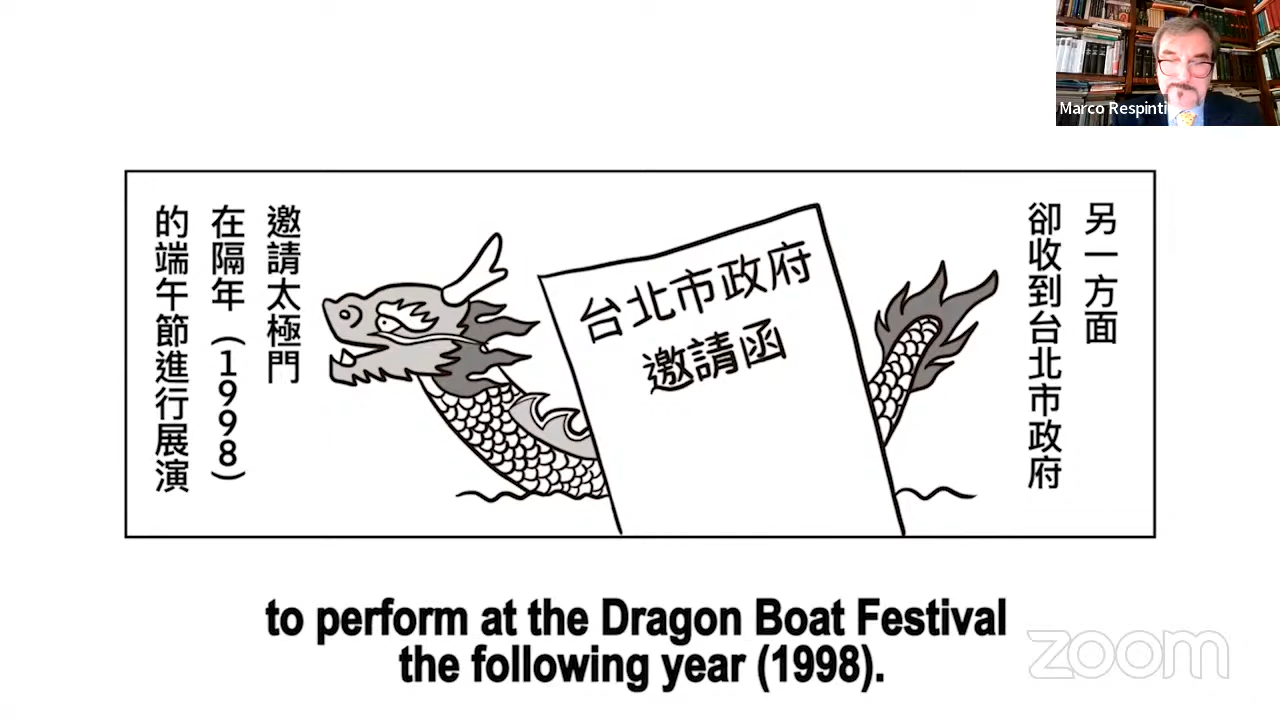 Marco Respinti
另一方面
卻收到台北市政府
台北市政府
邀請函
邀請太極門
在隔年（1998）
的端午節進行展演
to perform at the Dragon Boat Festival
the following year (1998).
zoom